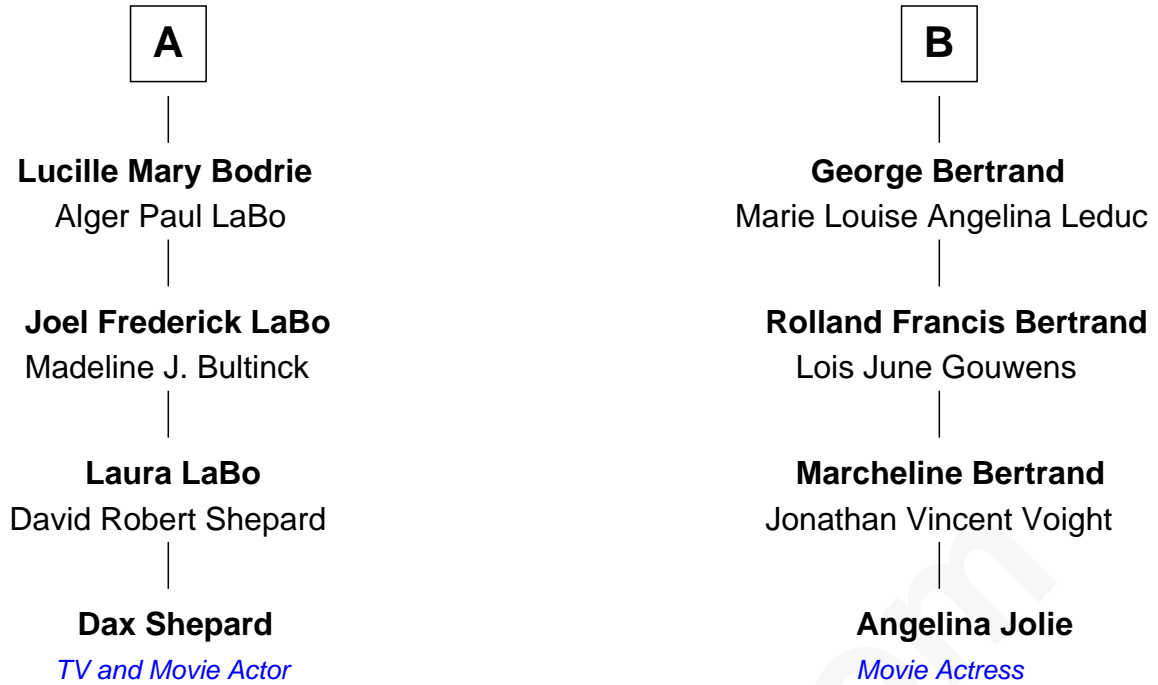 A
B
Lucille Mary Bodrie
George Bertrand
Alger Paul LaBo
Marie Louise Angelina Leduc
Joel Frederick LaBo
Rolland Francis Bertrand
Madeline J. Bultinck
Lois June Gouwens
Laura LaBo
Marcheline Bertrand
David Robert Shepard
Jonathan Vincent Voight
Dax Shepard
Angelina Jolie
TV and Movie Actor
Movie Actress